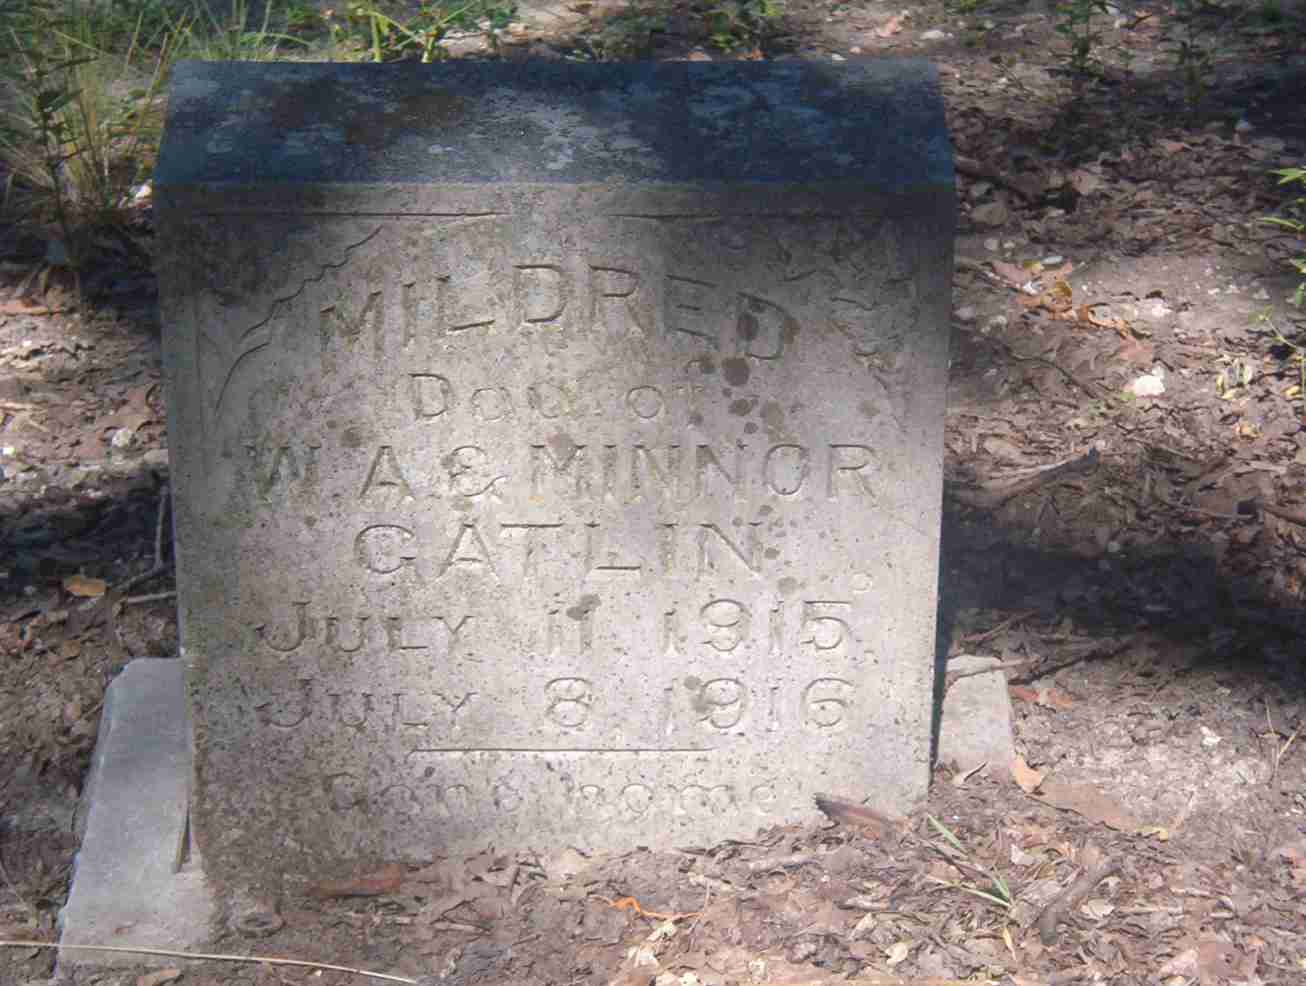 MILDRED
Dau. of
W. A. & MINNOR
GATLIN
JULY 11, 1915,
JULY 8, 1916
Gone home.